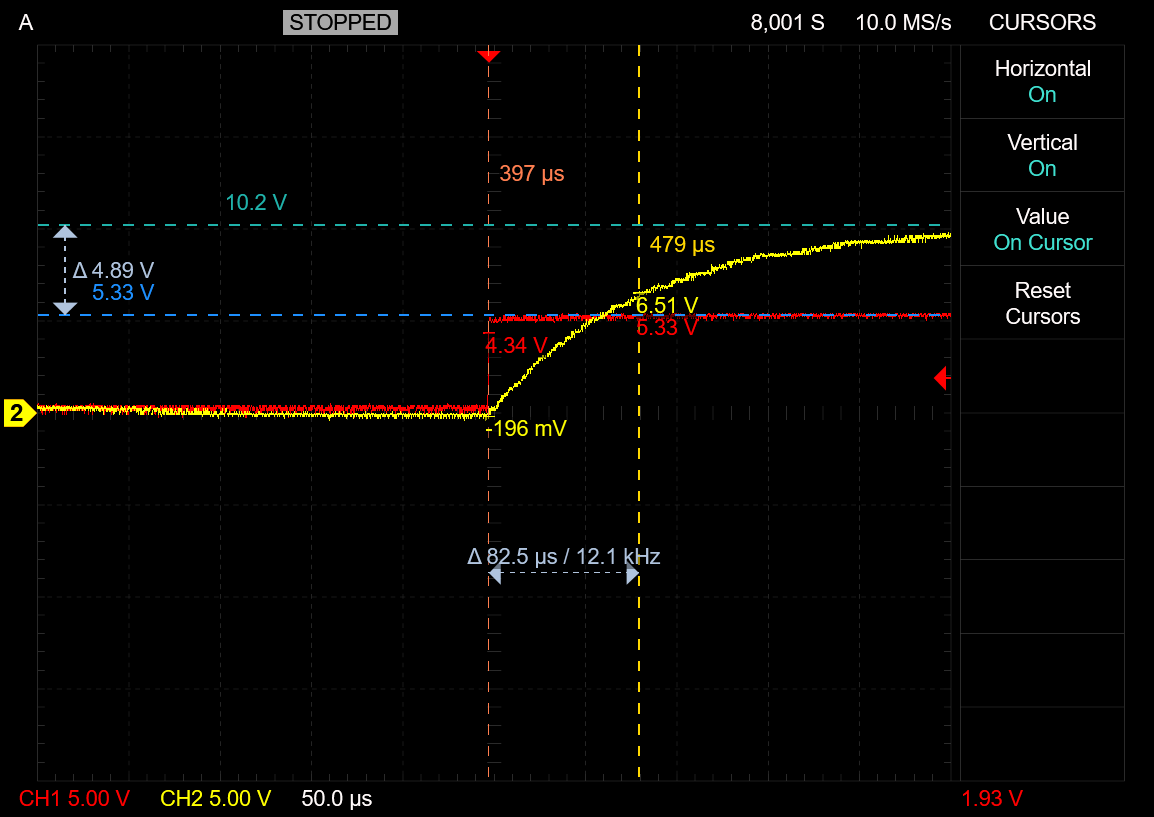 A STOPPED 8,001 S 10.0 MS/s CURSORS
Horizontal
On
Vertical
On
397 µs
10.2 V
Value
On Cursor
479 µs
Δ 4.89 V
5.33 V
Reset
Cursors
6.51 V
5.33 V
4.34 V
2
-196 mV
Δ 82.5 µs / 12.1 kHz
CH1 5.00 V CH2 5.00 V 50.0 µs 1.93 V